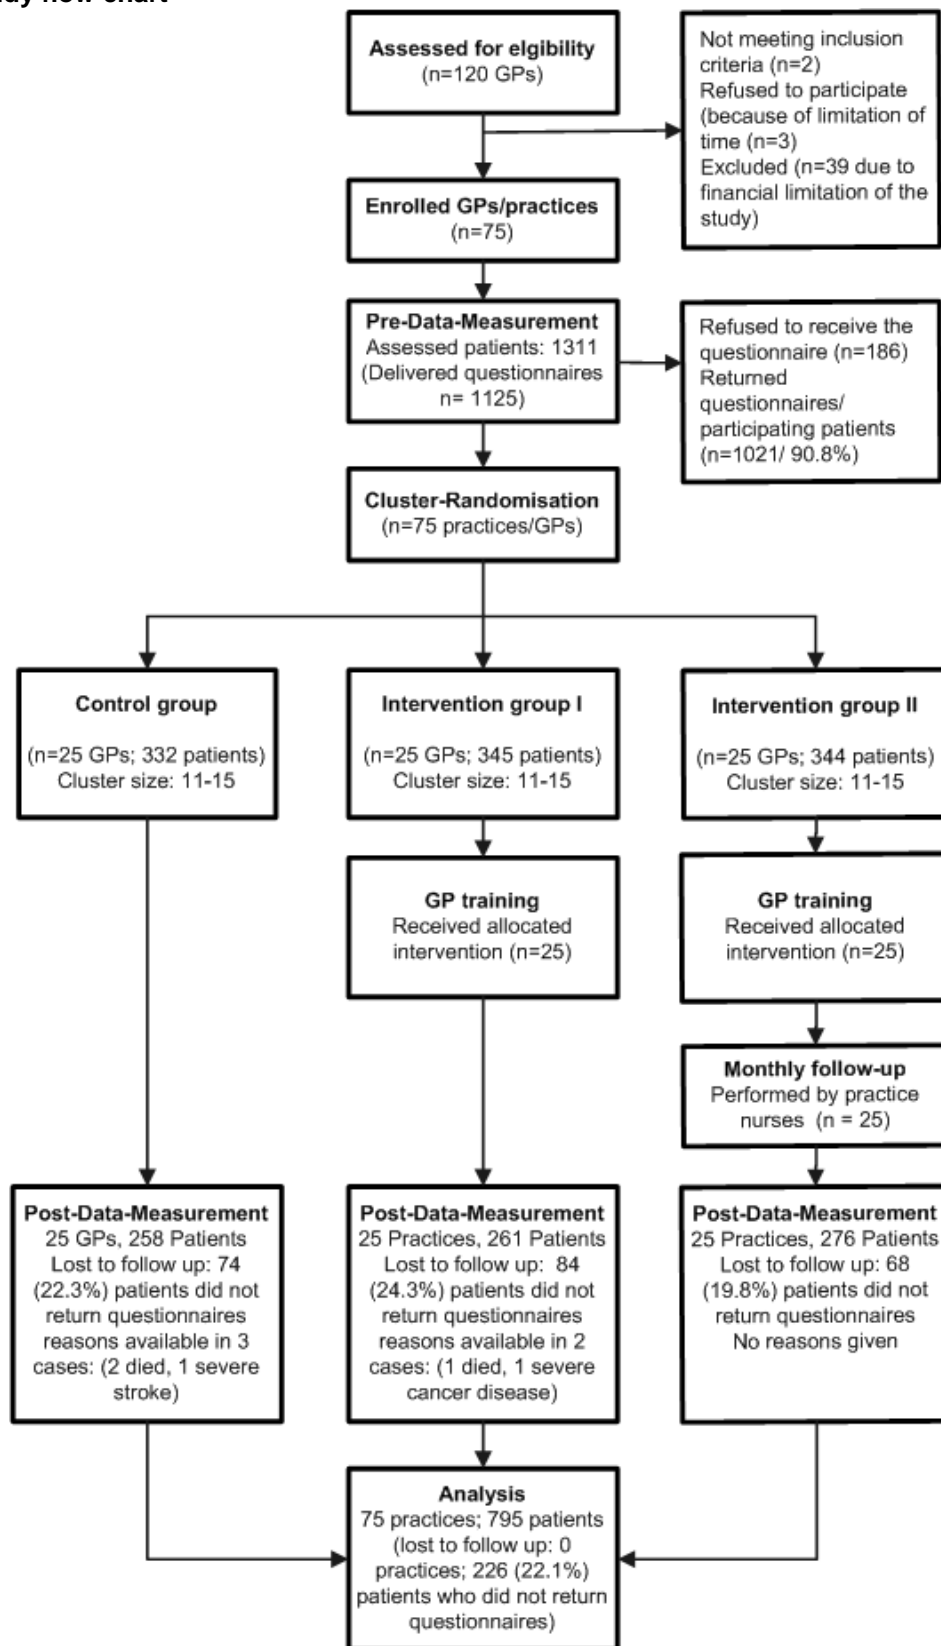 Assessed for elgibility
(n=120 GPs)
Not meeting inclusion
criteria (n=2)
Refused to participate
(because of limitation of
time (n=3)
Excluded (n=39 due to
financial limitation of the
study)
Enrolled GPs/practices
(n=75)
Pre-Data-Measurement
Assessed patients: 1311
(Delivered questionnaires
n= 1125)
Refused to receive the
questionnaire (n=186)
Returned
questionnaires/
participating patients
(n=1021/ 90.8%)
Cluster-Randomisation
(n=75 practices/GPs)
Control group
(n=25 GPs; 332 patients)
Cluster size: 11-15
Intervention group I
(n=25 GPs; 345 patients)
Cluster size: 11-15
Intervention group II
(n=25 GPs; 344 patients)
Cluster size: 11-15
GP training
Received allocated
intervention (n=25)
GP training
Received allocated
intervention (n=25)
Monthly follow-up
Performed by practice
nurses (n = 25)
Post-Data-Measurement
25 GPs, 258 Patients
Lost to follow up: 74
(22.3%) patients did not
return questionnaires
reasons available in 3
cases: (2 died, 1 severe
stroke)
Post-Data-Measurement
25 Practices, 261 Patients
Lost to follow up: 84
(24.3%) patients did not
return questionnaires
reasons available in 2
cases: (1 died, 1 severe
cancer disease)
Post-Data-Measurement
25 Practices, 276 Patients
Lost to follow up: 68
(19.8%) patients did not
return questionnaires
No reasons given
Analysis
75 practices; 795 patients
(lost to follow up: 0
practices; 226 (22.1%)
patients who did not return
questionnaires)